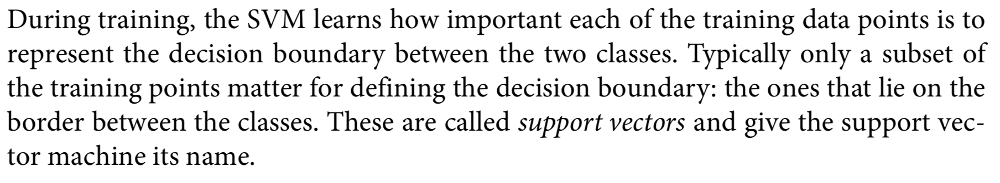 During training, the SVM learns how important each of the training data points is to
represent the decision boundary between the two classes. Typically only a subset of
the training points matter for defining the decision boundary: the ones that lie on the
border between the classes. These are called support vectors and give the support vec-
tor machine its name.